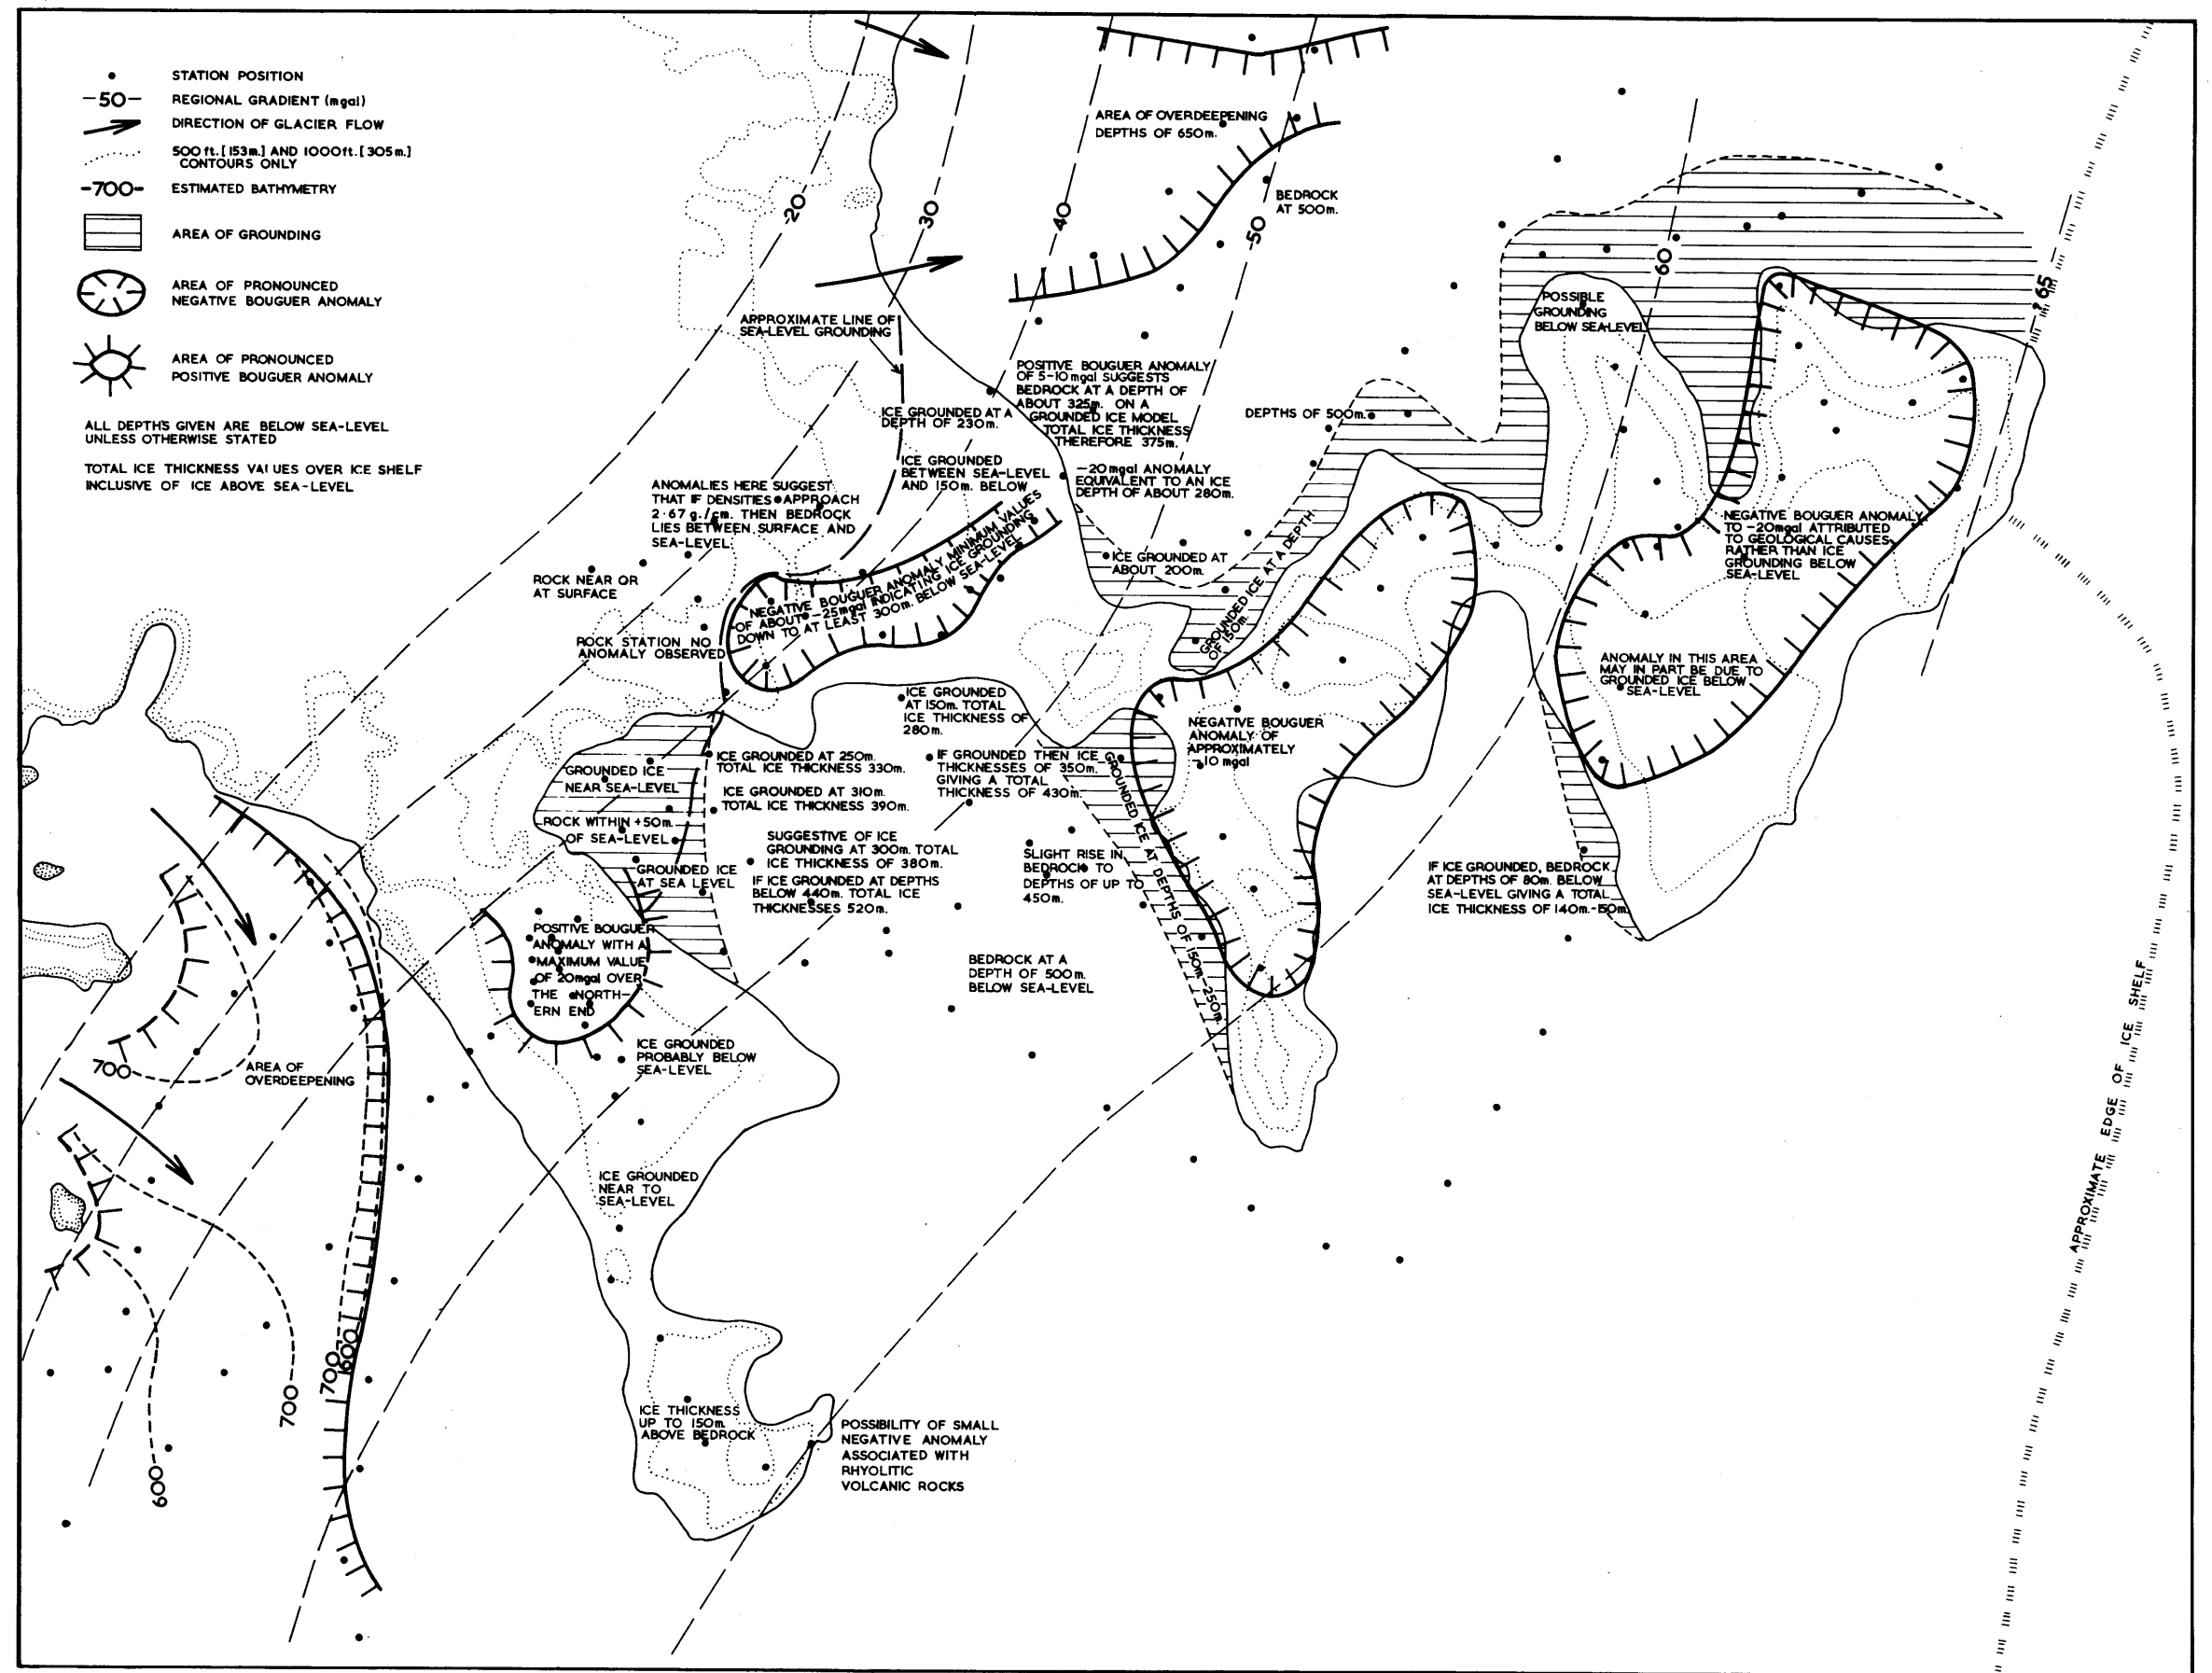 STATION POSITION
-50- REGIONAL GRADIENT (mgal)
DIRECTION OF GLACIER FLOW
500 ft. [153m.] AND 1000 ft. [305 m.]
CONTOURS ONLY
-700- ESTIMATED BATHYMETRY
AREA OF GROUNDING
AREA OF PRONOUNCED
NEGATIVE BOUGUER ANOMALY
AREA OF PRONOUNCED
POSITIVE BOUGUER ANOMALY
ALL DEPTHS GIVEN ARE BELOW SEA-LEVEL
UNLESS OTHERWISE STATED
TOTAL ICE THICKNESS VALUES OVER ICE SHELF
INCLUSIVE OF ICE ABOVE SEA-LEVEL
20
30
40
50
60
?65
AREA OF OVERDEEPENING
DEPTHS OF 650m.
BEDROCK
AT 500m.
APPROXIMATE LINE OF
SEA-LEVEL GROUNDING
POSSIBLE
GROUNDING
BELOW SEA-LEVEL
POSITIVE BOUGUER ANOMALY
OF 5-10 mgal SUGGESTS
BEDROCK AT A DEPTH OF
ABOUT 325m. ON A
GROUNDED ICE MODEL
TOTAL ICE THICKNESS
THEREFORE 375m.
ICE GROUNDED AT A
DEPTH OF 230m.
DEPTHS OF 500m.
ICE GROUNDED
BETWEEN SEA-LEVEL
AND 150m. BELOW
-20 mgal ANOMALY
EQUIVALENT TO AN ICE
DEPTH OF ABOUT 280m.
ANOMALIES HERE SUGGEST
THAT IF DENSITIES APPROACH
2·67 g./cm. THEN BEDROCK
LIES BETWEEN SURFACE AND
SEA-LEVEL
NEGATIVE BOUGUER ANOMALY MINIMUM VALUES
OF ABOUT -25mgal INDICATING ICE GROUNDING
DOWN TO AT LEAST 300m. BELOW SEA-LEVEL
NEGATIVE BOUGUER ANOMALY
TO -20mgal ATTRIBUTED
TO GEOLOGICAL CAUSES
RATHER THAN ICE
GROUNDING BELOW
SEA-LEVEL
ICE GROUNDED AT
ABOUT 200m.
GROUNDED ICE AT A DEPTH
OF 150m.
ROCK NEAR OR
AT SURFACE
ROCK STATION NO
ANOMALY OBSERVED
ANOMALY IN THIS AREA
MAY IN PART BE DUE TO
GROUNDED ICE BELOW
SEA-LEVEL
ICE GROUNDED
AT 150m. TOTAL
ICE THICKNESS OF
280m.
NEGATIVE BOUGUER
ANOMALY OF
APPROXIMATELY
-10 mgal
ICE GROUNDED AT 250m.
TOTAL ICE THICKNESS 330m.
IF GROUNDED THEN ICE
THICKNESSES OF 350m.
GIVING A TOTAL
THICKNESS OF 430m.
GROUNDED ICE
NEAR SEA-LEVEL
ICE GROUNDED AT 310m.
TOTAL ICE THICKNESS 390m.
GROUNDED ICE AT DEPTHS OF 150m.-250m.
ROCK WITHIN +50m.
OF SEA-LEVEL
SUGGESTIVE OF ICE
GROUNDING AT 300m. TOTAL
ICE THICKNESS OF 380m.
SLIGHT RISE IN
BEDROCK TO
DEPTHS OF UP TO
450m.
GROUNDED ICE
AT SEA LEVEL
IF ICE GROUNDED AT DEPTHS
BELOW 440m. TOTAL ICE
THICKNESSES 520m.
IF ICE GROUNDED, BEDROCK
AT DEPTHS OF 80m. BELOW
SEA-LEVEL GIVING A TOTAL
ICE THICKNESS OF 140m.-150m.
POSITIVE BOUGUER
ANOMALY WITH A
MAXIMUM VALUE
OF 20mgal OVER
THE NORTH-
ERN END
BEDROCK AT A
DEPTH OF 500m.
BELOW SEA-LEVEL
ICE GROUNDED
PROBABLY BELOW
SEA-LEVEL
700
AREA OF
OVERDEEPENING
APPROXIMATE EDGE OF ICE SHELF
ICE GROUNDED
NEAR TO
SEA-LEVEL
700
600
700
600
ICE THICKNESS
UP TO 150m.
ABOVE BEDROCK
POSSIBILITY OF SMALL
NEGATIVE ANOMALY
ASSOCIATED WITH
RHYOLITIC
VOLCANIC ROCKS